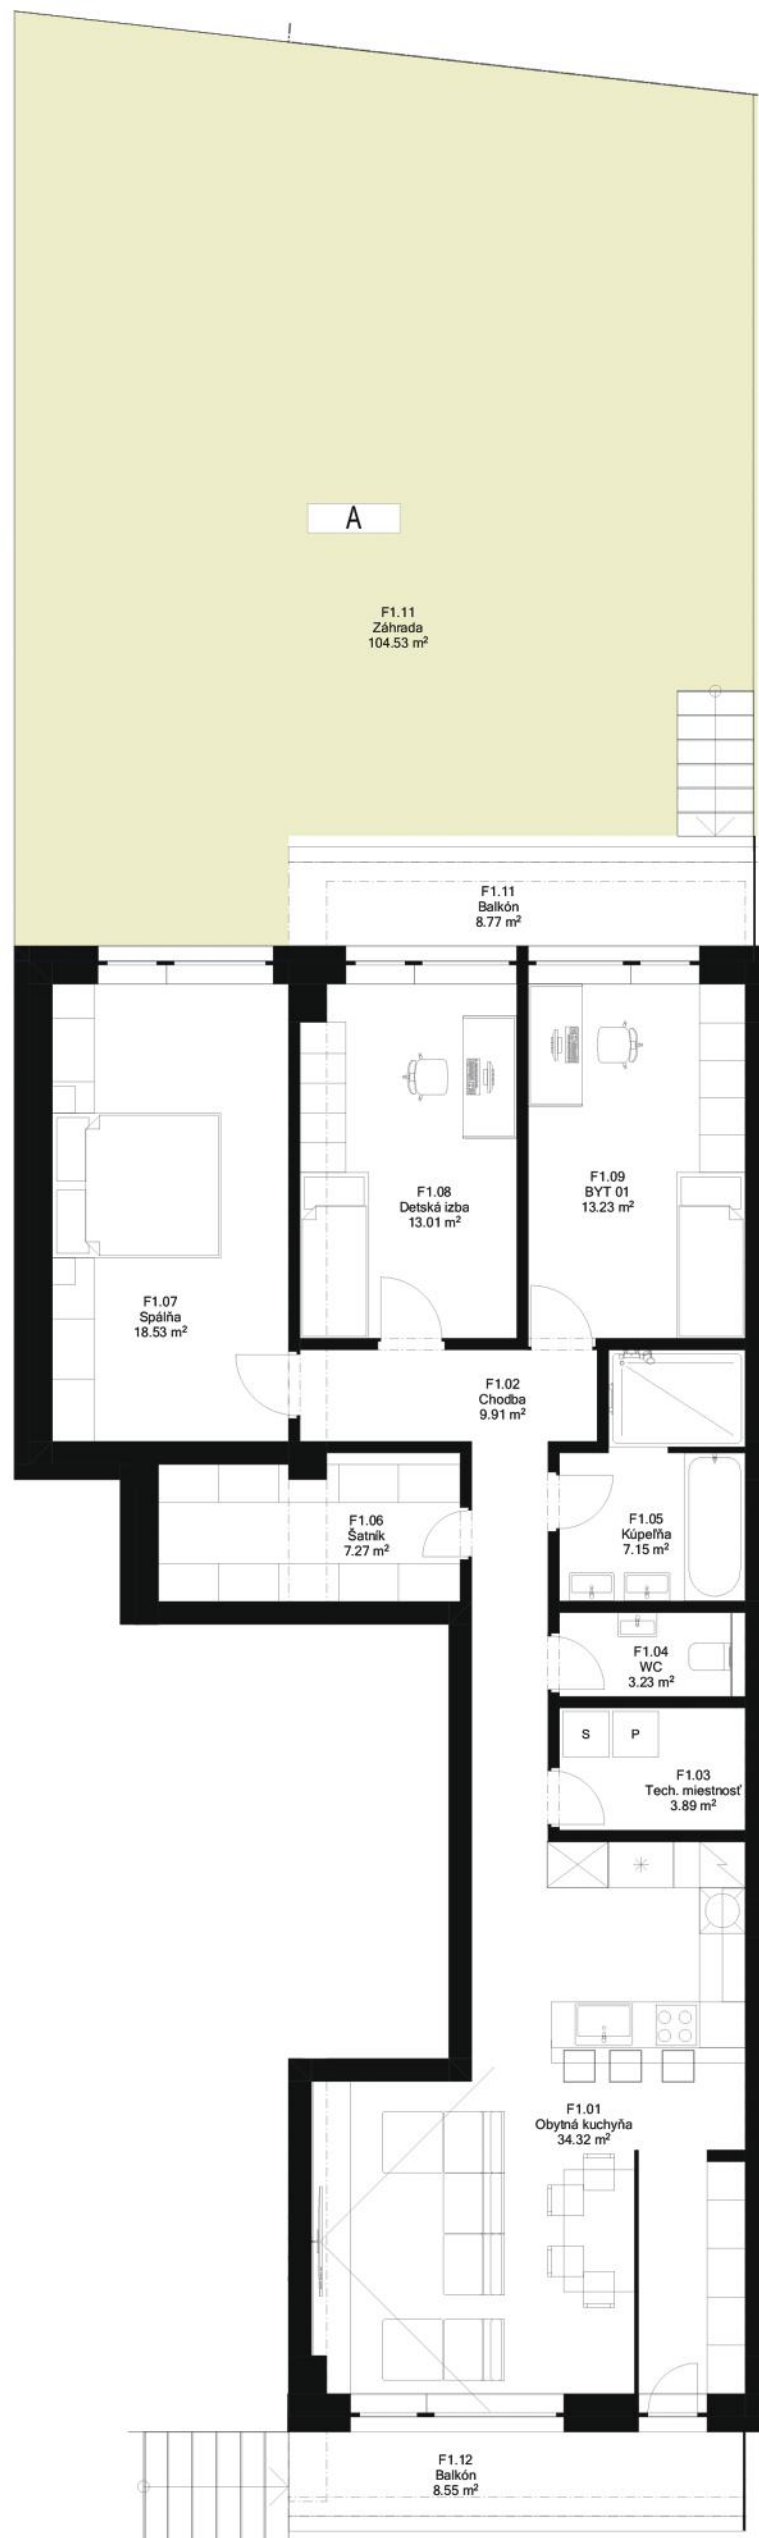 A
F1.11
Záhrada
104.53 m²
F1.11
Balkón
8.77 m²
F1.08
Detská izba
13.01 m²
F1.09
BYT 01
13.23 m²
F1.07
Spálňa
18.53 m²
F1.02
Chodba
9.91 m²
F1.06
Šatník
7.27 m²
F1.05
Kúpeľňa
7.15 m²
F1.04
WC
3.23 m²
S P
F1.03
Tech. miestnosť
3.89 m²
F1.01
Obytná kuchyňa
34.32 m²
F1.12
Balkón
8.55 m²